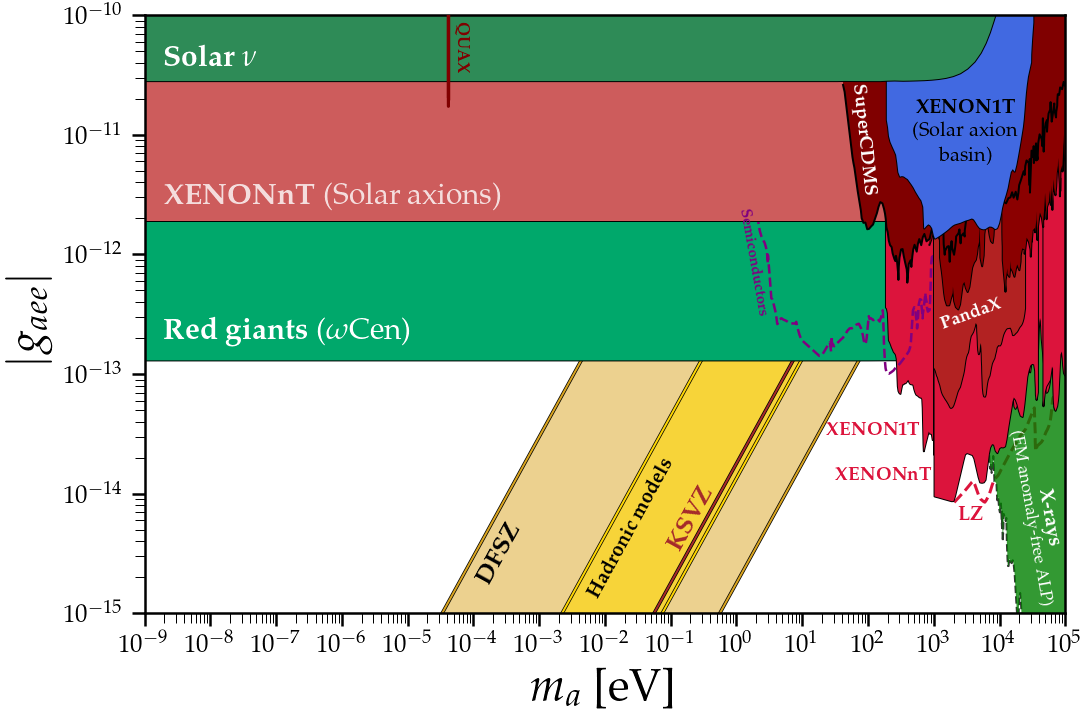 10⁻¹⁰
10⁻¹¹
10⁻¹²
10⁻¹³
10⁻¹⁴
10⁻¹⁵
|gₐₑₑ|
Solar ν
QUAX
XENONnT (Solar axions)
Red giants (ωCen)
SuperCDMS
XENON1T
(Solar axion
basin)
Semiconductors
PandaX
XENON1T
XENONnT
LZ
X-rays
(EM anomaly-free ALP)
DFSZ
Hadronic models
KSVZ
10⁻⁹ 10⁻⁸ 10⁻⁷ 10⁻⁶ 10⁻⁵ 10⁻⁴ 10⁻³ 10⁻² 10⁻¹ 10⁰ 10¹ 10² 10³ 10⁴ 10⁵
mₐ [eV]